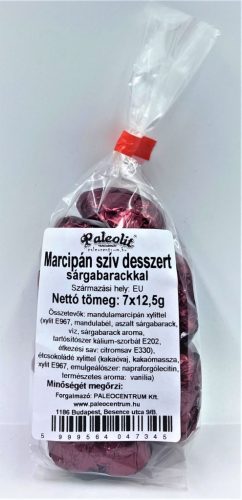 Paleolit
paleocentrum.hu
Marcipán szív desszert
sárgabarackkal
Származási hely: EU
Nettó tömeg: 7x12,5g
Összetevők: mandulamarcipán xylittel
(xylit E967, mandulabél, aszalt sárgabarack,
víz, sárgabarack aroma,
tartósítószer kálium-szorbát E202,
étkezési sav: citromsav E330),
étcsokoládé xylittel (kakaóvaj, kakaómassza,
xylit E967, emulgeálószer: napraforgólecitin,
természetes aroma: vanília)
Minőségét megőrzi:
Forgalmazó: PALEOCENTRUM Kft.
www.paleocentrum.hu
1186 Budapest, Besence utca 9/B.
5 999564 047345